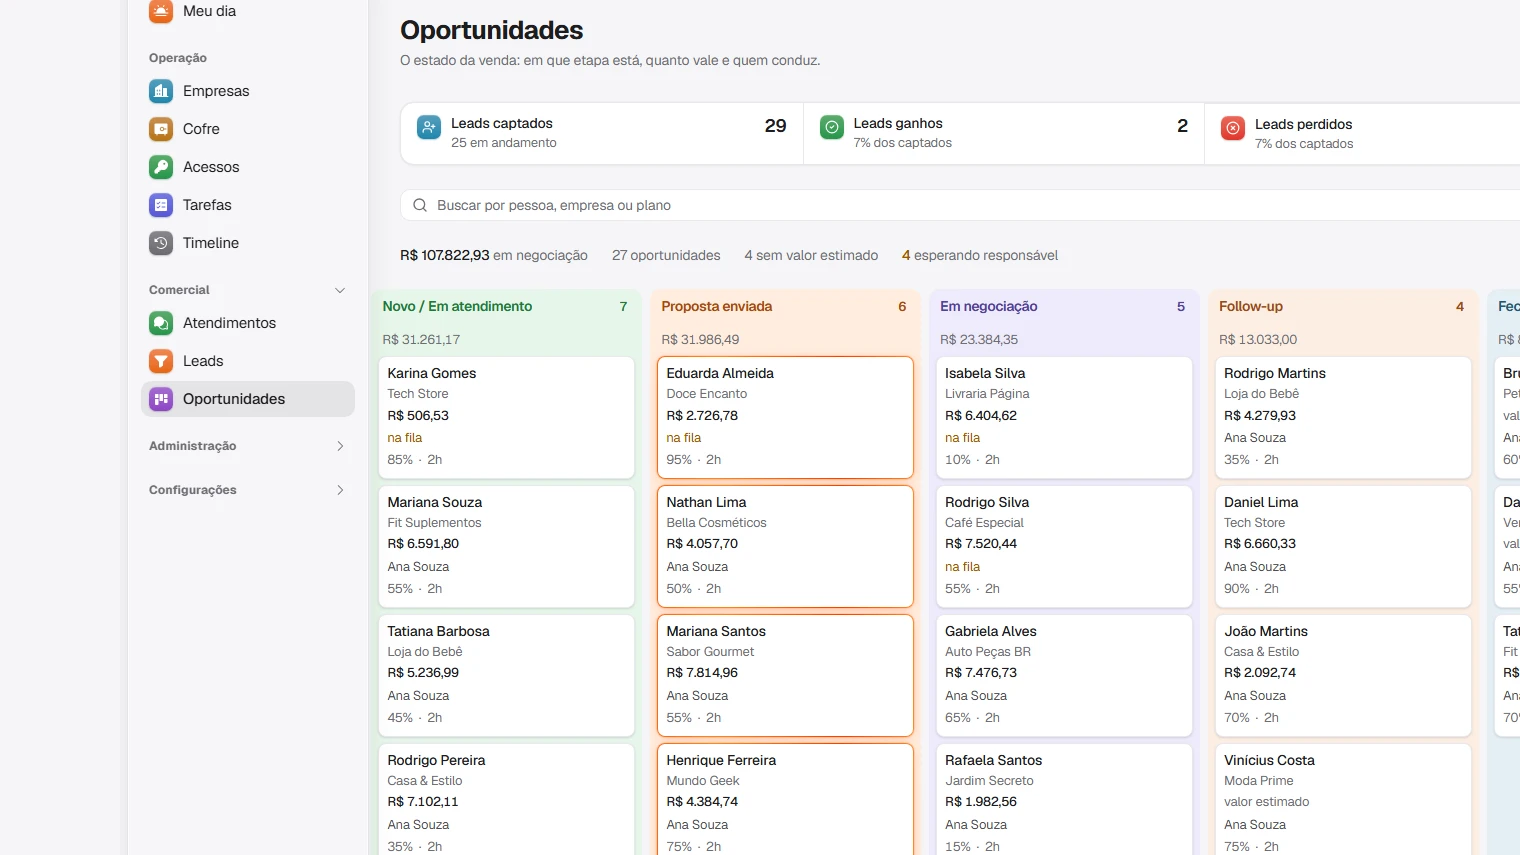 Meu dia
Operação
Empresas
Cofre
Acessos
Tarefas
Timeline
Comercial
Atendimentos
Leads
Oportunidades
Administração
Configurações
Oportunidades
O estado da venda: em que etapa está, quanto vale e quem conduz.
Leads captados
29
25 em andamento
Leads ganhos
2
7% dos captados
Leads perdidos
7% dos captados
Buscar por pessoa, empresa ou plano
R$ 107.822,93 em negociação 27 oportunidades 4 sem valor estimado 4 esperando responsável
Novo / Em atendimento 7
R$ 31.261,17
Karina Gomes
Tech Store
R$ 506,53
na fila
85% · 2h
Mariana Souza
Fit Suplementos
R$ 6.591,80
Ana Souza
55% · 2h
Tatiana Barbosa
Loja do Bebê
R$ 5.236,99
Ana Souza
45% · 2h
Rodrigo Pereira
Casa & Estilo
R$ 7.102,11
Ana Souza
35% · 2h
Proposta enviada 6
R$ 31.986,49
Eduarda Almeida
Doce Encanto
R$ 2.726,78
na fila
95% · 2h
Nathan Lima
Bella Cosméticos
R$ 4.057,70
Ana Souza
50% · 2h
Mariana Santos
Sabor Gourmet
R$ 7.814,96
Ana Souza
55% · 2h
Henrique Ferreira
Mundo Geek
R$ 4.384,74
Ana Souza
75% · 2h
Em negociação 5
R$ 23.384,35
Isabela Silva
Livraria Página
R$ 6.404,62
na fila
10% · 2h
Rodrigo Silva
Café Especial
R$ 7.520,44
na fila
55% · 2h
Gabriela Alves
Auto Peças BR
R$ 7.476,73
Ana Souza
65% · 2h
Rafaela Santos
Jardim Secreto
R$ 1.982,56
Ana Souza
15% · 2h
Follow-up 4
R$ 13.033,00
Rodrigo Martins
Loja do Bebê
R$ 4.279,93
Ana Souza
35% · 2h
Daniel Lima
Tech Store
R$ 6.660,33
Ana Souza
90% · 2h
João Martins
Casa & Estilo
R$ 2.092,74
Ana Souza
70% · 2h
Vinícius Costa
Moda Prime
valor estimado
Ana Souza
75% · 2h